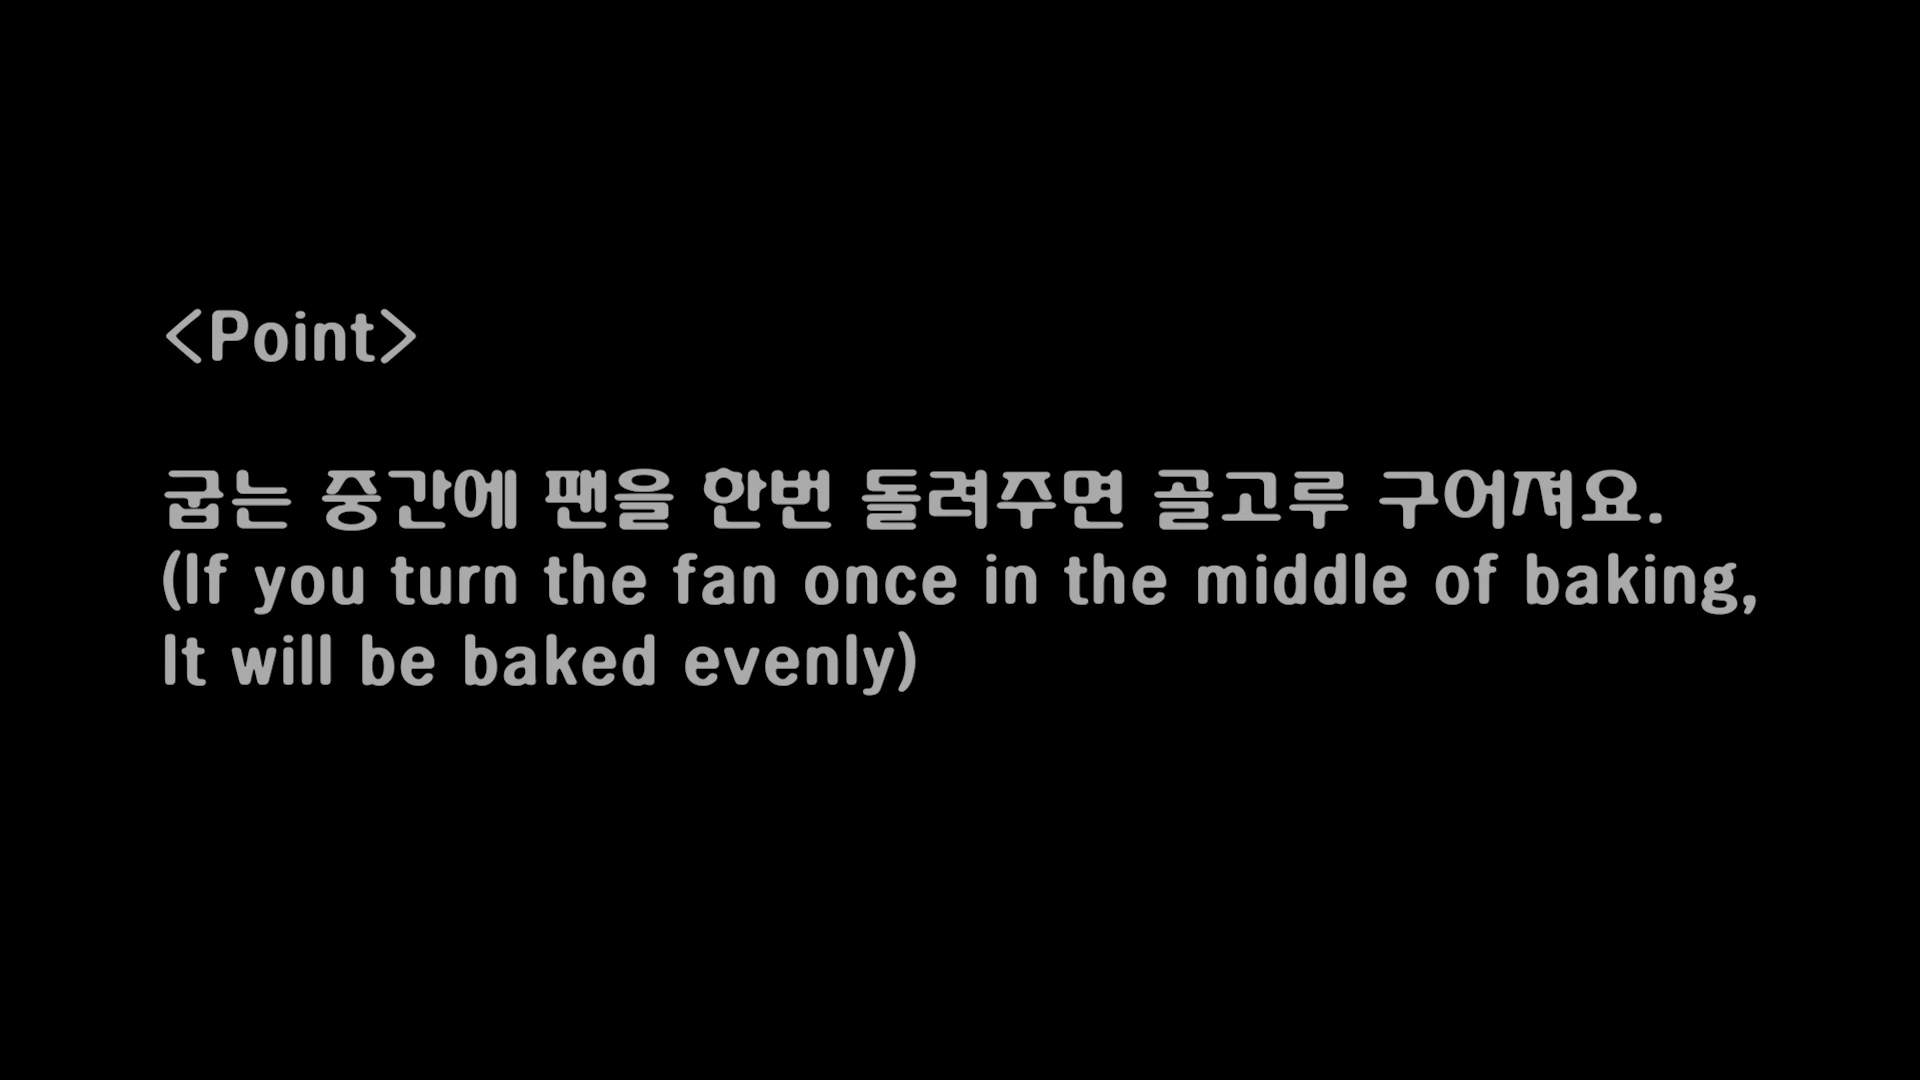 <Point>
굽는 중간에 팬을 한번 돌려주면 골고루 구어져요.
(If you turn the fan once in the middle of baking,
It will be baked evenly)